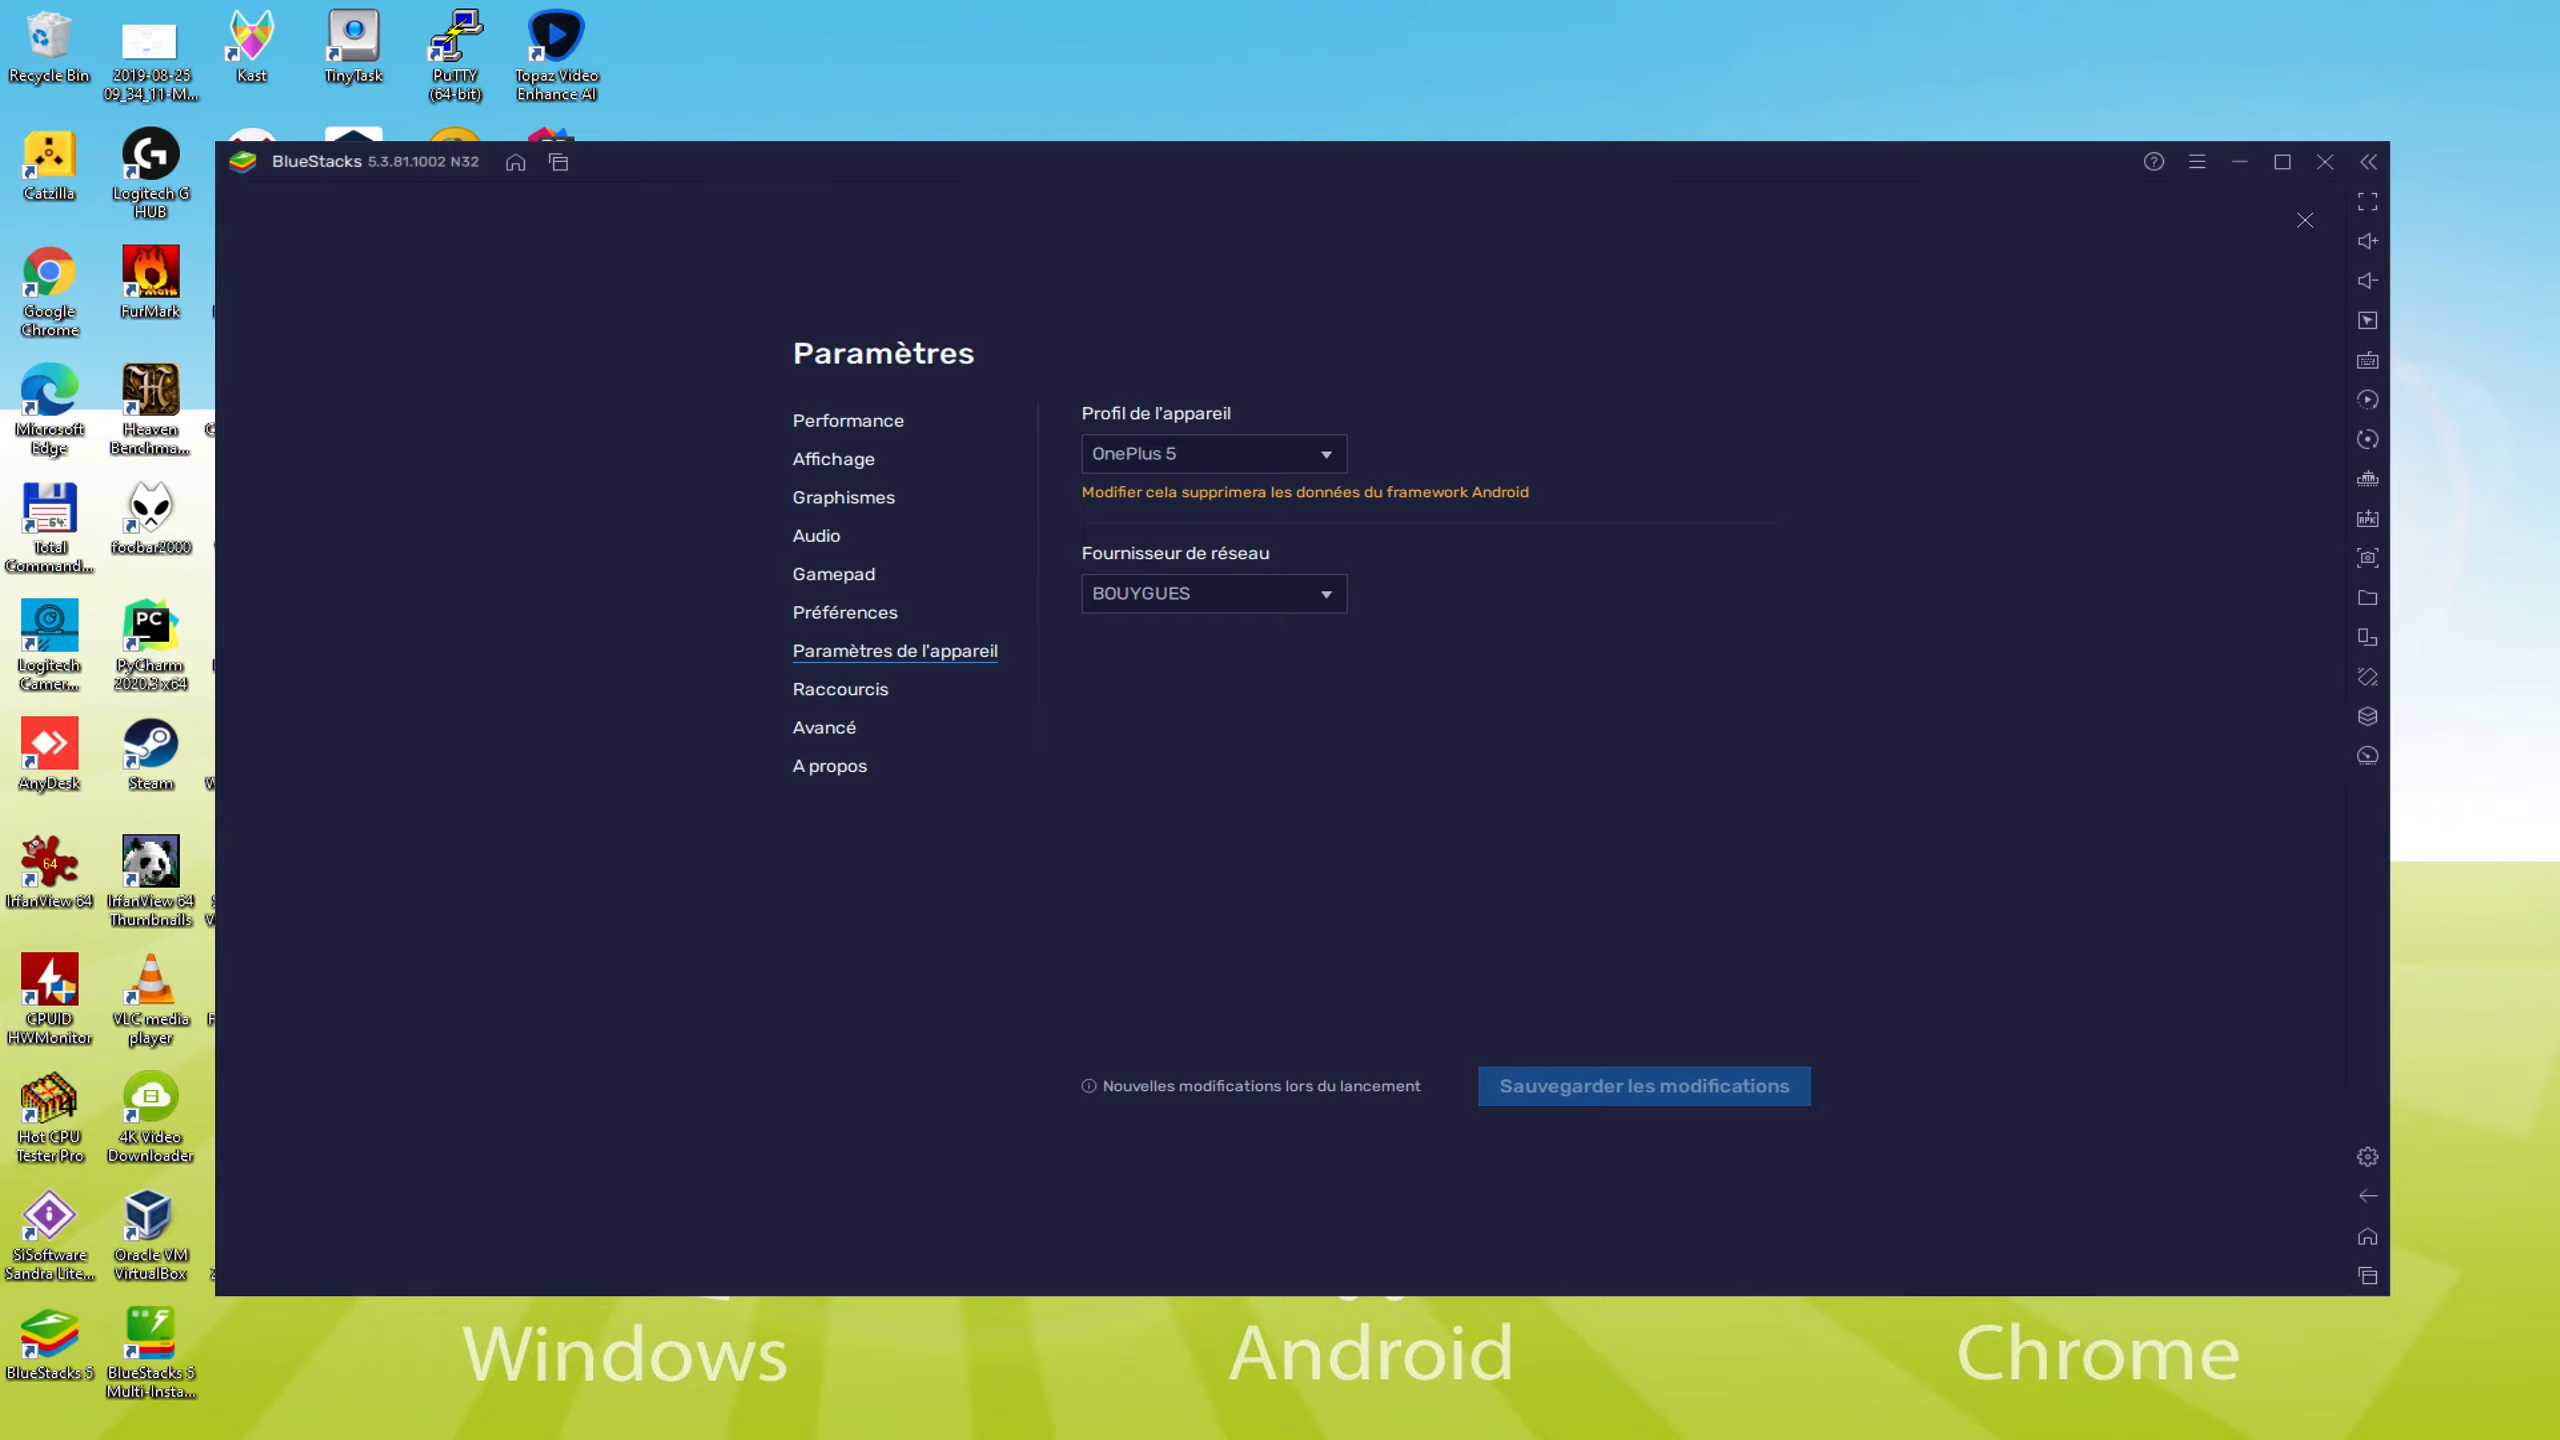 Recycle Bin
2019-08-25
09_34_11-M...
Kast
TinyTask
PuTTY
(64-bit)
Topaz Video
Enhance AI
Catzilla
Logitech G
HUB
Google
Chrome
FurMark
Microsoft
Edge
Heaven
Benchma...
Total
Command...
foobar2000
Logitech
Camer...
PyCharm
2020.3 x64
AnyDesk
Steam
IrfanView 64
IrfanView 64
Thumbnails
CPUID
HWMonitor
VLC media
player
Hot CPU
Tester Pro
4K Video
Downloader
SiSoftware
Sandra Lite...
Oracle VM
VirtualBox
BlueStacks 5
BlueStacks 5
Multi-Insta...
BlueStacks 5.3.81.1002 N32
Paramètres
Performance
Affichage
Graphismes
Audio
Gamepad
Préférences
Paramètres de l'appareil
Raccourcis
Avancé
A propos
Profil de l'appareil
OnePlus 5
Modifier cela supprimera les données du framework Android
Fournisseur de réseau
BOUYGUES
Nouvelles modifications lors du lancement
Sauvegarder les modifications
Windows
Android
Chrome